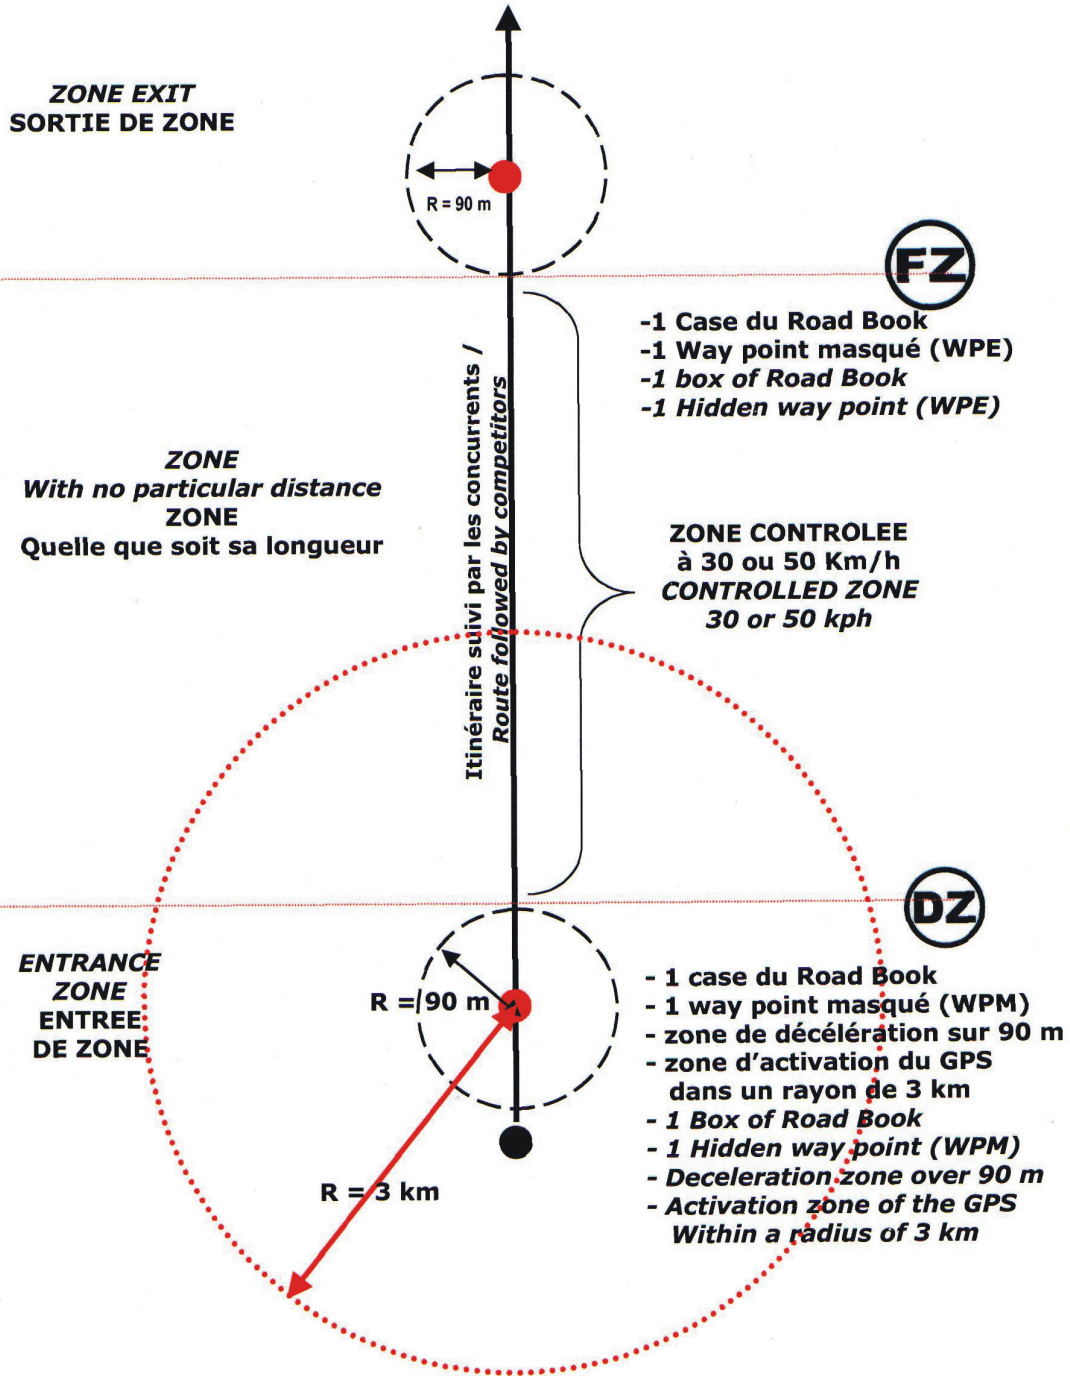 ZONE EXIT
SORTIE DE ZONE
R = 90 m
FZ
-1 Case du Road Book
-1 Way point masqué (WPE)
-1 box of Road Book
-1 Hidden way point (WPE)
Itinéraire suivi par les concurrents /
Route followed by competitors
ZONE
With no particular distance
ZONE
Quelle que soit sa longueur
ZONE CONTROLEE
à 30 ou 50 Km/h
CONTROLLED ZONE
30 or 50 kph
DZ
ENTRANCE
ZONE
ENTREE
DE ZONE
R = 90 m
- 1 case du Road Book
- 1 way point masqué (WPM)
- zone de décélération sur 90 m
- zone d'activation du GPS
dans un rayon de 3 km
- 1 Box of Road Book
- 1 Hidden way point (WPM)
- Deceleration zone over 90 m
- Activation zone of the GPS
Within a radius of 3 km
R = 3 km